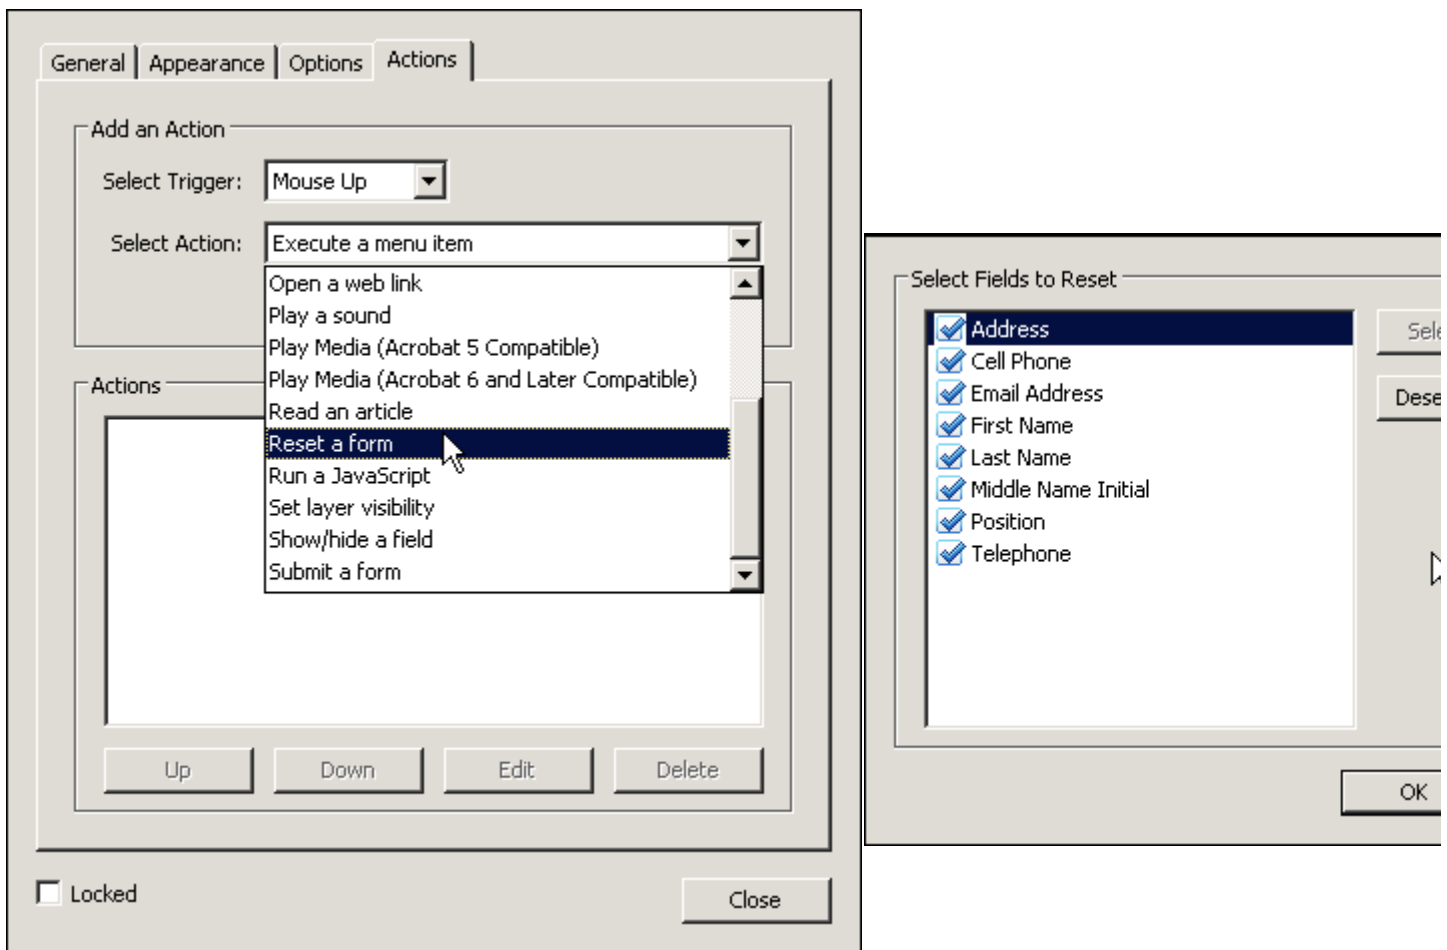 General Appearance Options Actions
Add an Action
Select Trigger: Mouse Up
Select Action: Execute a menu item
Open a web link
Play a sound
Play Media (Acrobat 5 Compatible)
Play Media (Acrobat 6 and Later Compatible)
Read an article
Reset a form
Run a JavaScript
Set layer visibility
Show/hide a field
Submit a form
Actions
Up Down Edit Delete
Locked
Close
Select Fields to Reset
Address
Cell Phone
Email Address
First Name
Last Name
Middle Name Initial
Position
Telephone
OK